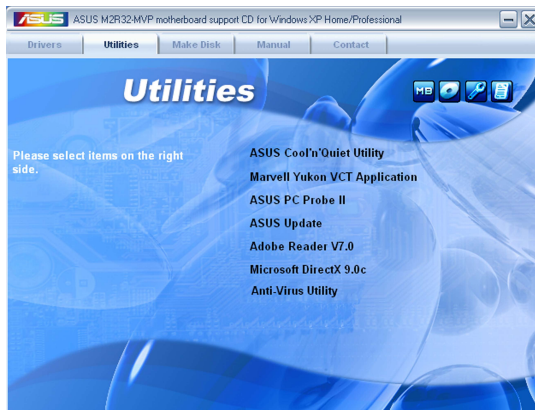 ASUS ASUS M2R32-MVP motherboard support CD for Windows XP Home/Professional
Drivers Utilities Make Disk Manual Contact
Utilities
MB
Please select items on the right
side.
ASUS Cool'n'Quiet Utility
Marvell Yukon VCT Application
ASUS PC Probe II
ASUS Update
Adobe Reader V7.0
Microsoft DirectX 9.0c
Anti-Virus Utility